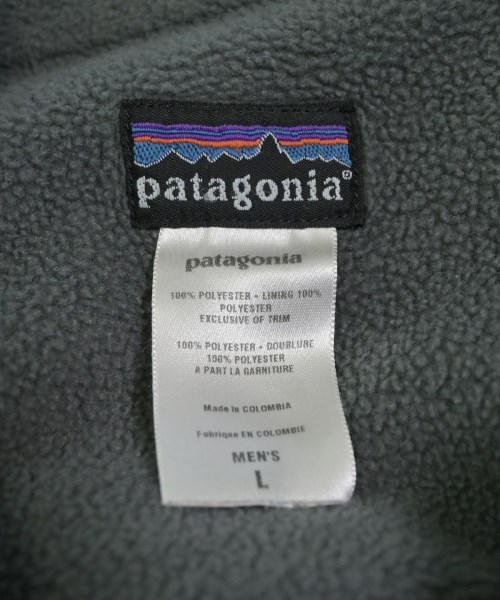 patagonia®
patagonia
100% POLYESTER • LINING 100%
POLYESTER
EXCLUSIVE OF TRIM
100% POLYESTER • DOUBLURE
100% POLYESTER
A PART LA GARNITURE
Made in COLOMBIA
Fabrique EN COLOMBIE
MEN'S
L